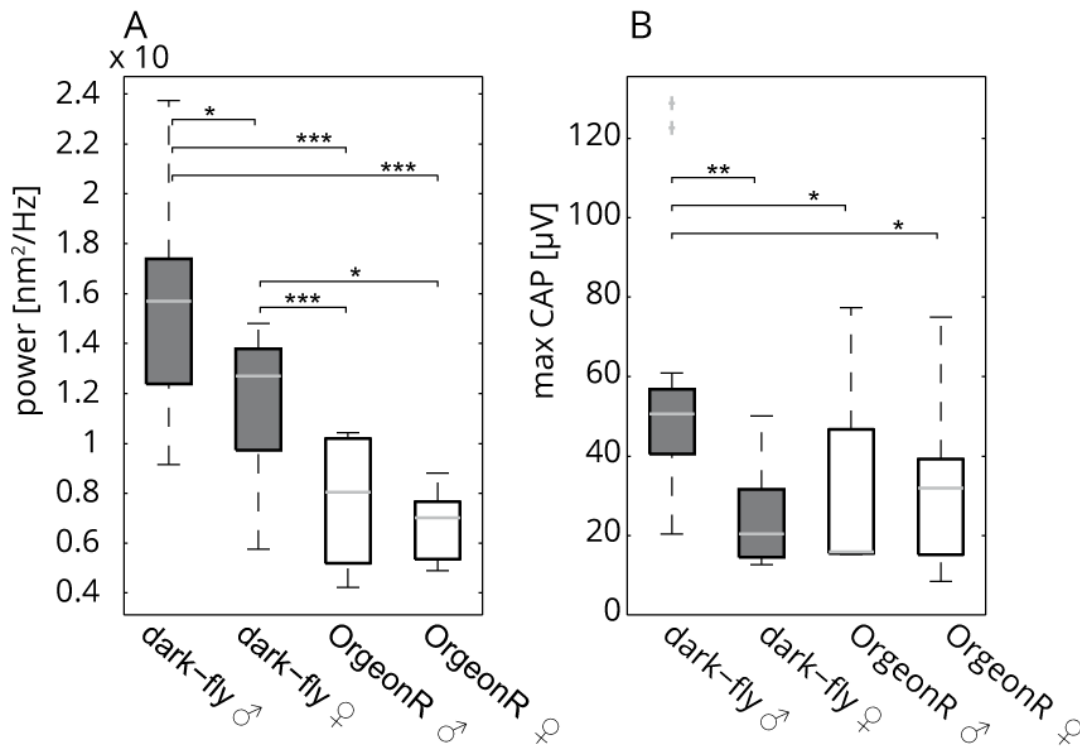 A
x 10
power [nm²/Hz]
2.4
2.2
2
1.8
1.6
1.4
1.2
1
0.8
0.6
0.4
*
***
***
*
***
dark–fly ♂
dark–fly ♀
OrgeonR ♂
OrgeonR ♀
B
max CAP [µV]
120
100
80
60
40
20
0
**
*
*
dark–fly ♂
dark–fly ♀
OrgeonR ♂
OrgeonR ♀